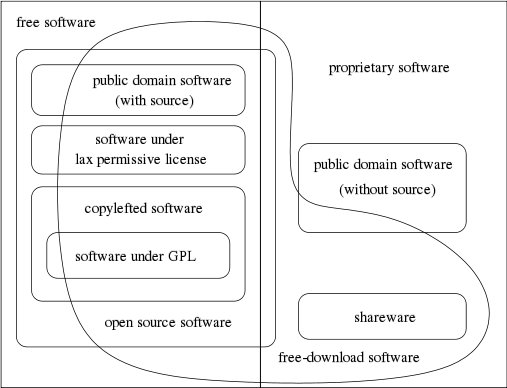 free software
proprietary software
public domain software
(with source)
software under
lax permissive license
public domain software
(without source)
copylefted software
software under GPL
open source software
shareware
free-download software